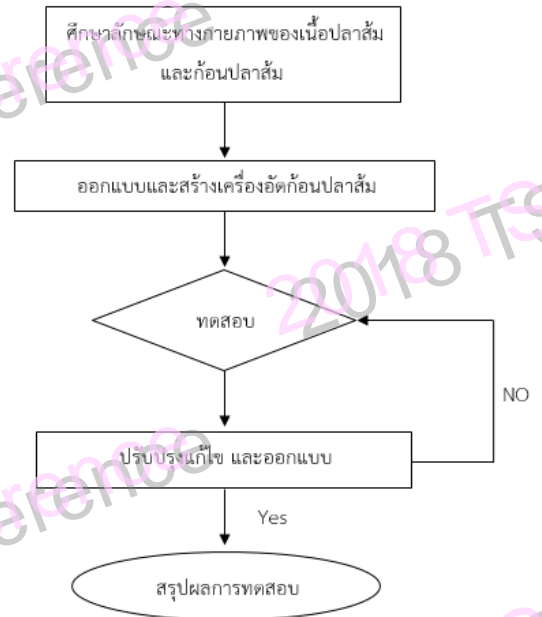 ศึกษาลักษณะทางกายภาพของเนื้อปลาส้ม
และก้อนปลาส้ม
ออกแบบและสร้างเครื่องอัดก้อนปลาส้ม
2018 TS
ทดสอบ
NO
ปรับปรุงแก้ไข และออกแบบ
Yes
สรุปผลการทดสอบ